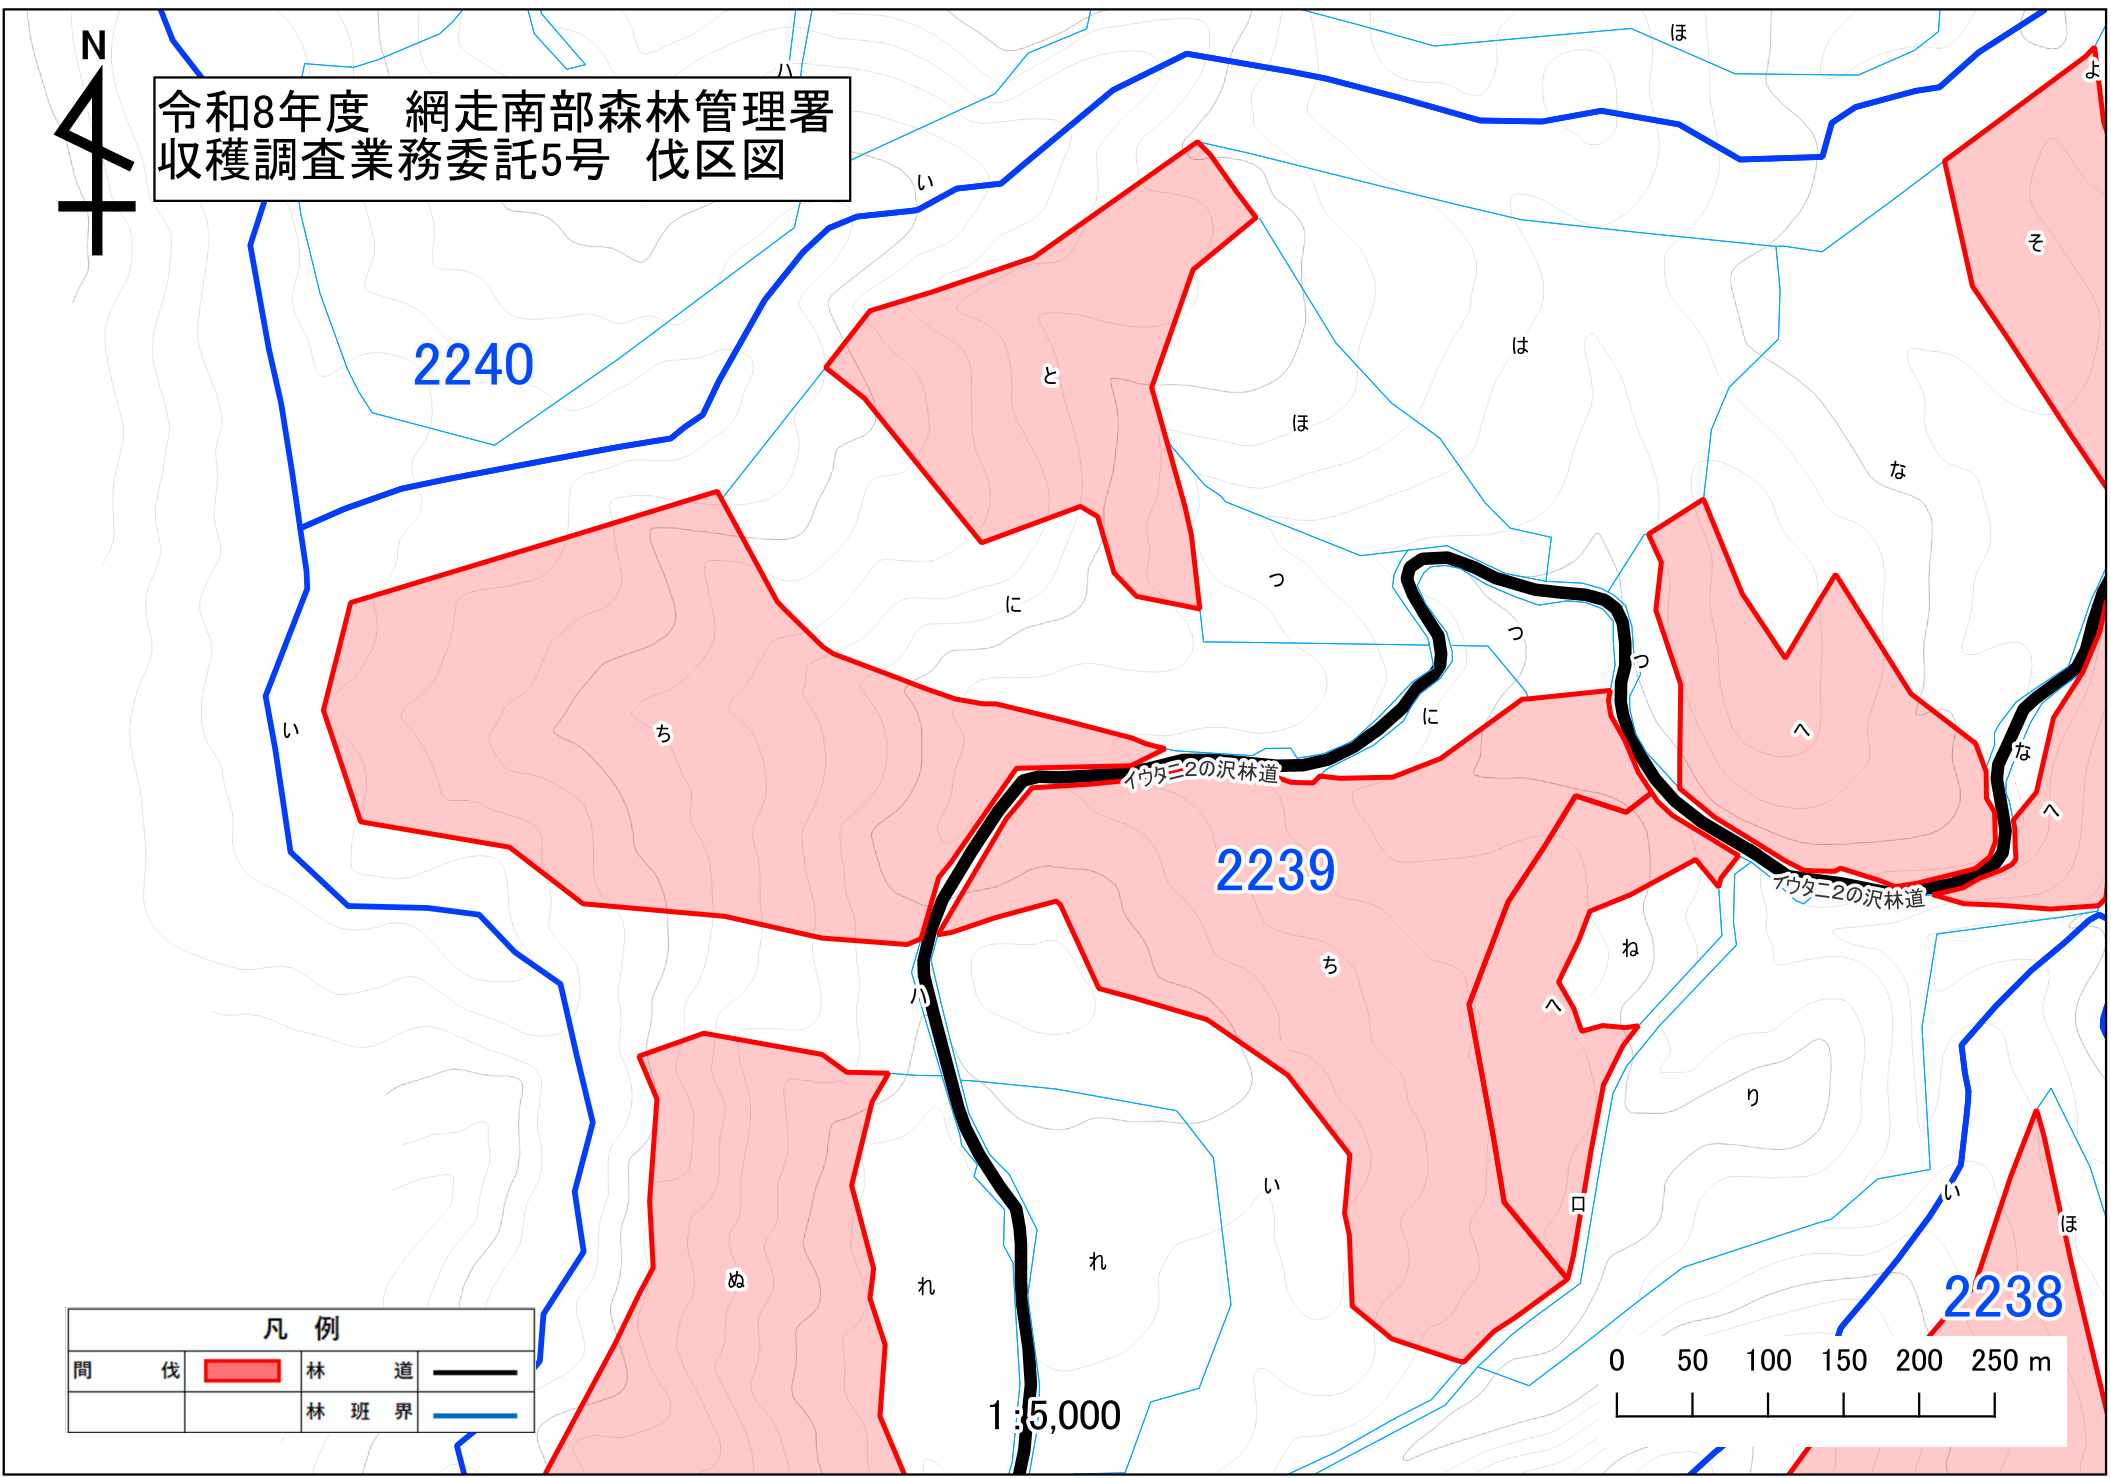 N
令和8年度　網走南部森林管理署
収穫調査業務委託5号　伐区図
ハ
ほ
よ
い
そ
2240
と
は
ほ
な
つ
に
つ
つ
い
ち
に
へ
な
イウタニ2の沢林道
へ
2239
イウタニ2の沢林道
ね
ち
ハ
へ
り
い
い
ロ
ほ
れ
ぬ
れ
2238
凡　例
間　伐　林　道
林　班　界
0 50 100 150 200 250 m
1:5,000